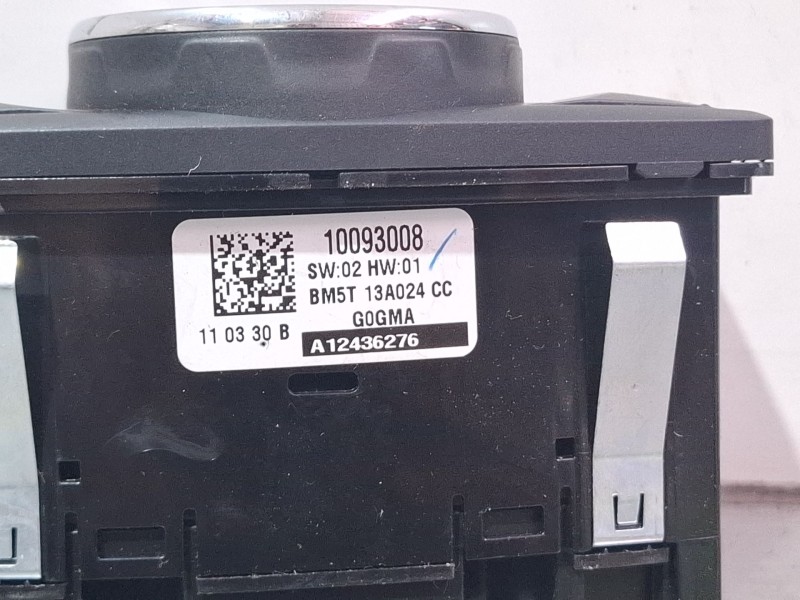 10093008
SW:02 HW:01
BM5T 13A024 CC
G0GMA
11 03 30 B
A12436276